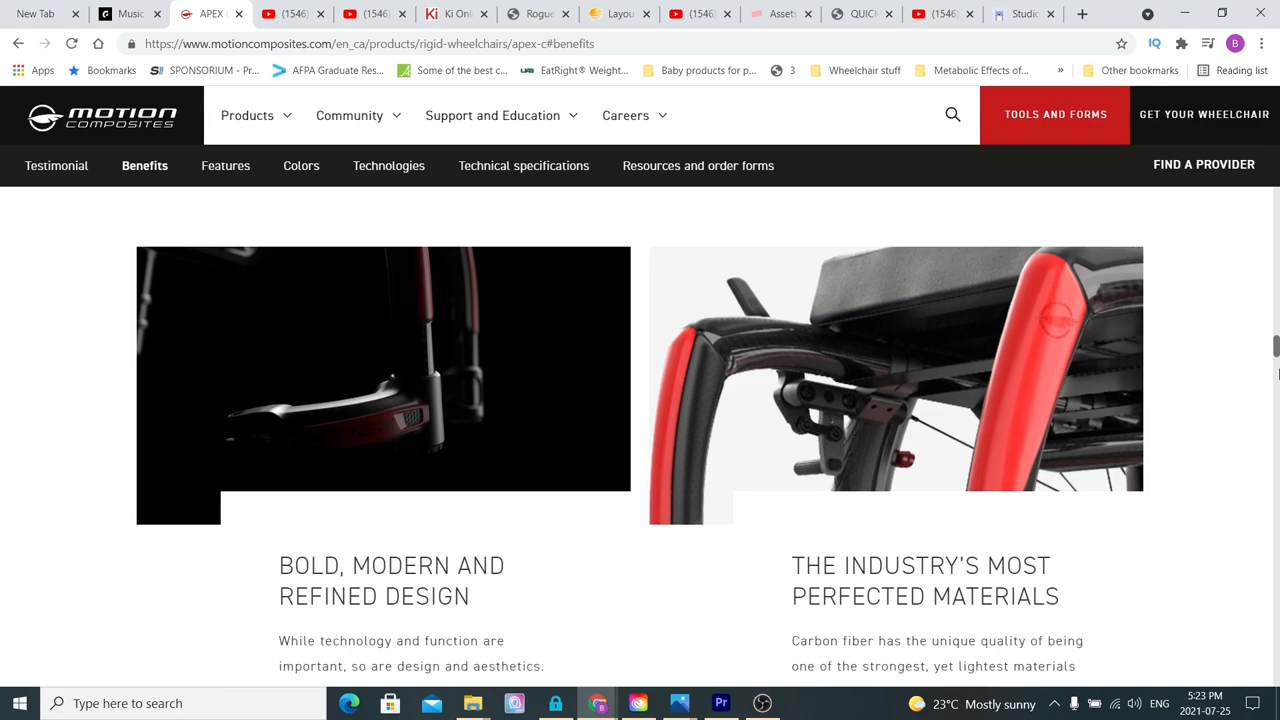 New Tab
Music
APEX
(1546)
(1546)
Ki Onl
Rogue
Layou
(1546)
Assets
QUIC
(1546)
Studio
B
https://www.motioncomposites.com/en_ca/products/rigid-wheelchairs/apex-c#benefits
Apps
Bookmarks
SPONSORIUM - Pr...
AFPA Graduate Res...
Some of the best c...
EatRight® Weight...
Baby products for p...
3
Wheelchair stuff
Metabolic Effects of...
»
Other bookmarks
Reading list
MOTION
COMPOSITES
Products
Community
Support and Education
Careers
TOOLS AND FORMS
GET YOUR WHEELCHAIR
Testimonial
Benefits
Features
Colors
Technologies
Technical specifications
Resources and order forms
FIND A PROVIDER
BOLD, MODERN AND
REFINED DESIGN
While technology and function are
important, so are design and aesthetics.
THE INDUSTRY'S MOST
PERFECTED MATERIALS
Carbon fiber has the unique quality of being
one of the strongest, yet lightest materials
Type here to search
Pr
23°C Mostly sunny
ENG
5:23 PM
2021-07-25